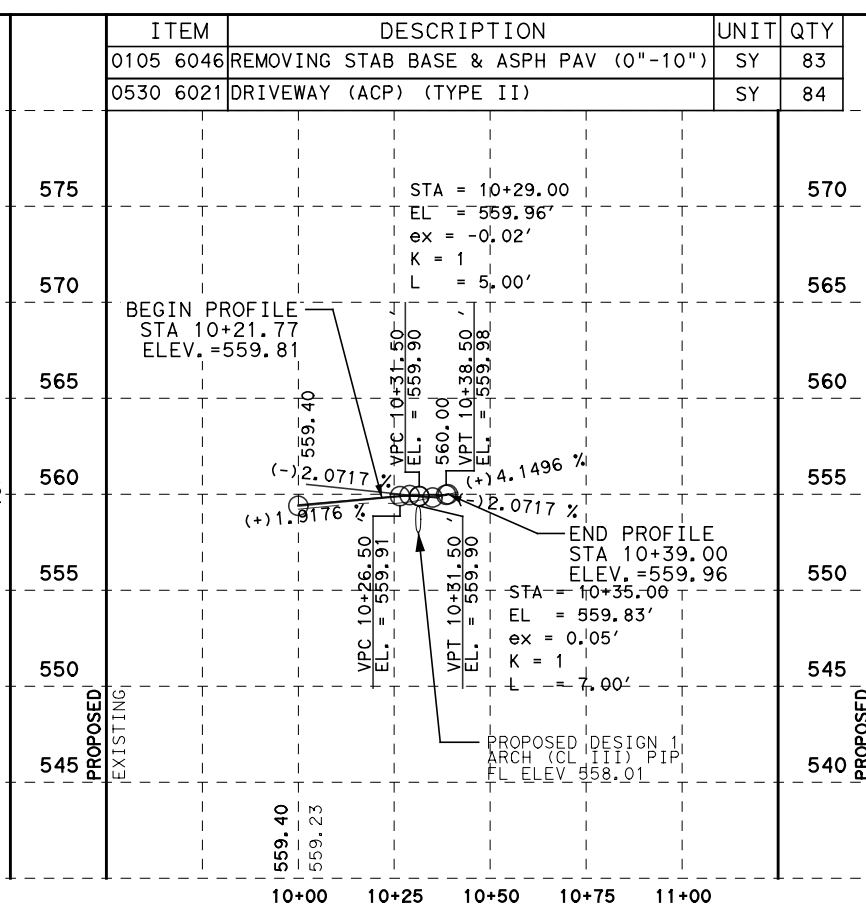 ITEM DESCRIPTION UNIT QTY
0105 6046 REMOVING STAB BASE & ASPH PAV (0"-10") SY 83
0530 6021 DRIVEWAY (ACP) (TYPE II) SY 84
575
570
565
560
555
550
545
570
565
560
555
550
545
540
STA = 10+29.00
EL = 559.96'
ex = -0.02'
K = 1
L = 5.00'
BEGIN PROFILE
STA 10+21.77
ELEV.=559.81
559.40
VPC 10+31.50 '
EL. = 559.90
560.00
VPT 10+38.50 '
EL. = 559.98
(-)2.0717 %
(+)1.9176 %
(+)4.1496 %
(-)2.0717 %
VPC 10+26.50 '
EL. = 559.91
VPT 10+31.50 '
EL. = 559.90
END PROFILE
STA 10+39.00
ELEV.=559.96
STA = 10+35.00
EL = 559.83'
ex = 0.05'
K = 1
L = 7.00'
PROPOSED DESIGN 1
ARCH (CL III) PIP
FL ELEV 558.01
PROPOSED
EXISTING
PROPOSED
559.40
559.23
10+00 10+25 10+50 10+75 11+00